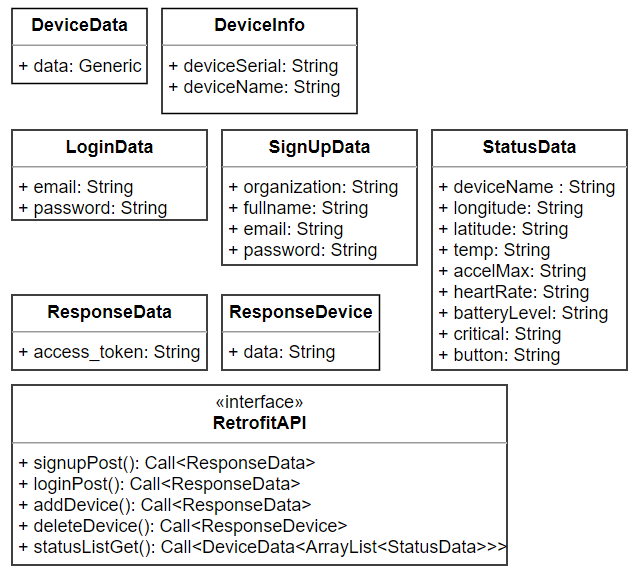 DeviceData
+ data: Generic
DeviceInfo
+ deviceSerial: String
+ deviceName: String
LoginData
+ email: String
+ password: String
SignUpData
+ organization: String
+ fullname: String
+ email: String
+ password: String
StatusData
+ deviceName : String
+ longitude: String
+ latitude: String
+ temp: String
+ accelMax: String
+ heartRate: String
+ batteryLevel: String
+ critical: String
+ button: String
ResponseData
+ access_token: String
ResponseDevice
+ data: String
«interface»
RetrofitAPI
+ signupPost(): Call<ResponseData>
+ loginPost(): Call<ResponseData>
+ addDevice(): Call<ResponseData>
+ deleteDevice(): Call<ResponseDevice>
+ statusListGet(): Call<DeviceData<ArrayList<StatusData>>>